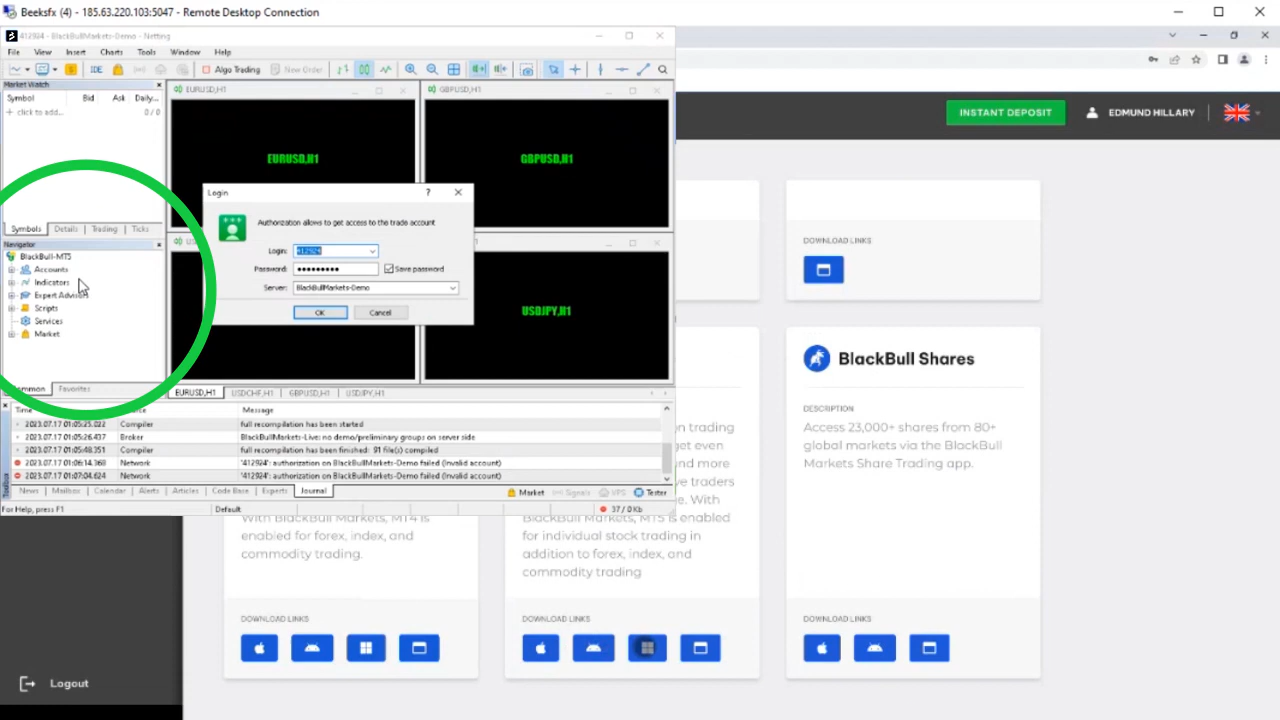 Beeksfx (4) - 185.63.220.103:5047 - Remote Desktop Connection
412924 - BlackBullMarkets-Demo - Netting
File View Insert Charts Tools Window Help
IDE Algo Trading New Order
Market Watch
Symbol Bid Ask Daily...
click to add... 0 / 0
Symbols Details Trading Ticks
Navigator
BlackBull-MT5
Accounts
Indicators
Expert Advisors
Scripts
Services
Market
Common Favorites
EURUSD,H1
EURUSD,H1
GBPUSD,H1
GBPUSD,H1
USDJPY,H1
Login
Authorization allows to get access to the trade account
Login: 412924
Password: ••••••••• Save password
Server: BlackBullMarkets-Demo
OK Cancel
EURUSD,H1 USDCHF,H1 GBPUSD,H1 USDJPY,H1
Time Source Message
2023.07.17 01:05:25.022 Compiler full recompilation has been started
2023.07.17 01:05:26.437 Broker BlackBullMarkets-Live: no demo/preliminary groups on server side
2023.07.17 01:05:48.351 Compiler full recompilation has been finished: 91 file(s) compiled
2023.07.17 01:06:14.368 Network '412924': authorization on BlackBullMarkets-Demo failed (Invalid account)
2023.07.17 01:07:04.624 Network '412924': authorization on BlackBullMarkets-Demo failed (Invalid account)
Toolbox
News Mailbox Calendar Alerts Articles Code Base Experts Journal
Market Signals VPS Tester
For Help, press F1 Default 37 / 0 Kb
INSTANT DEPOSIT EDMUND HILLARY
DOWNLOAD LINKS
BlackBull Shares
DESCRIPTION
Access 23,000+ shares from 80+
global markets via the BlackBull
Markets Share Trading app.
on trading
get even
nd more
ve traders
e. With
With BlackBull Markets, MT4 is
enabled for forex, index, and
commodity trading.
BlackBull Markets, MT5 is enabled
for individual stock trading in
addition to forex, index, and
commodity trading
DOWNLOAD LINKS
DOWNLOAD LINKS
DOWNLOAD LINKS
Logout